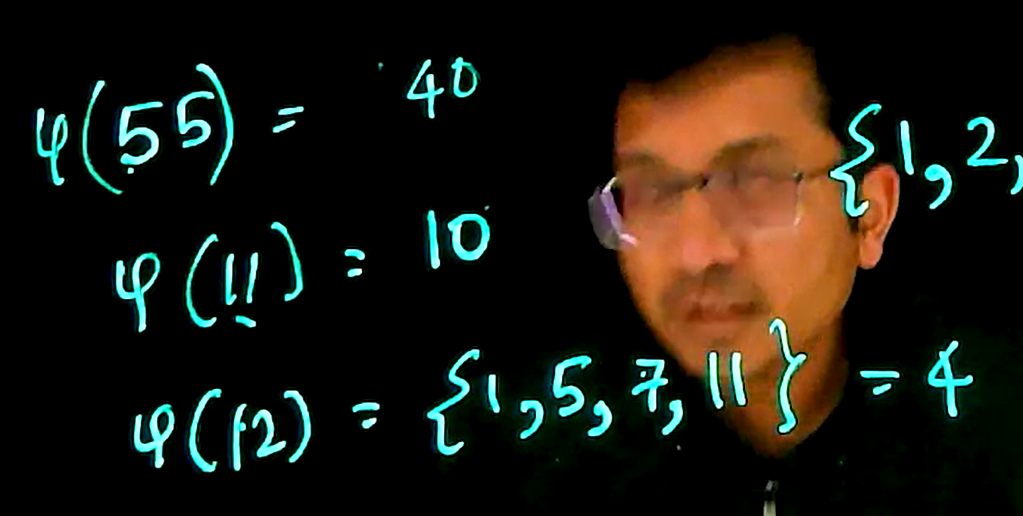 φ(55) = 40
{1,2,
φ(11) = 10
φ(12) = {1,5,7,11} = 4